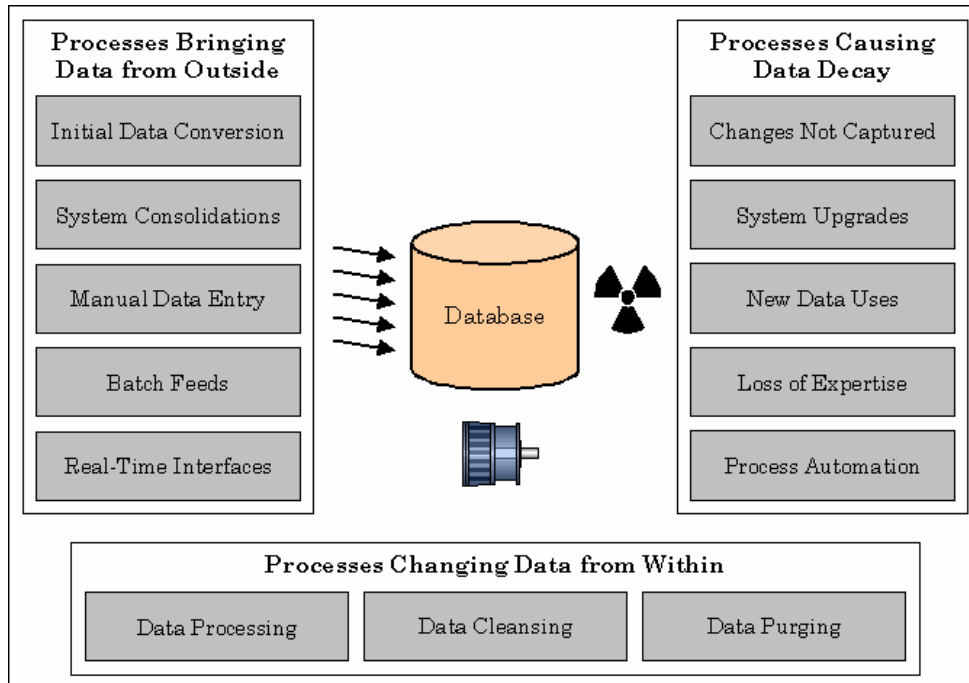 Processes Bringing
Data from Outside
Initial Data Conversion
System Consolidations
Manual Data Entry
Batch Feeds
Real-Time Interfaces
Database
Processes Causing
Data Decay
Changes Not Captured
System Upgrades
New Data Uses
Loss of Expertise
Process Automation
Processes Changing Data from Within
Data Processing
Data Cleansing
Data Purging